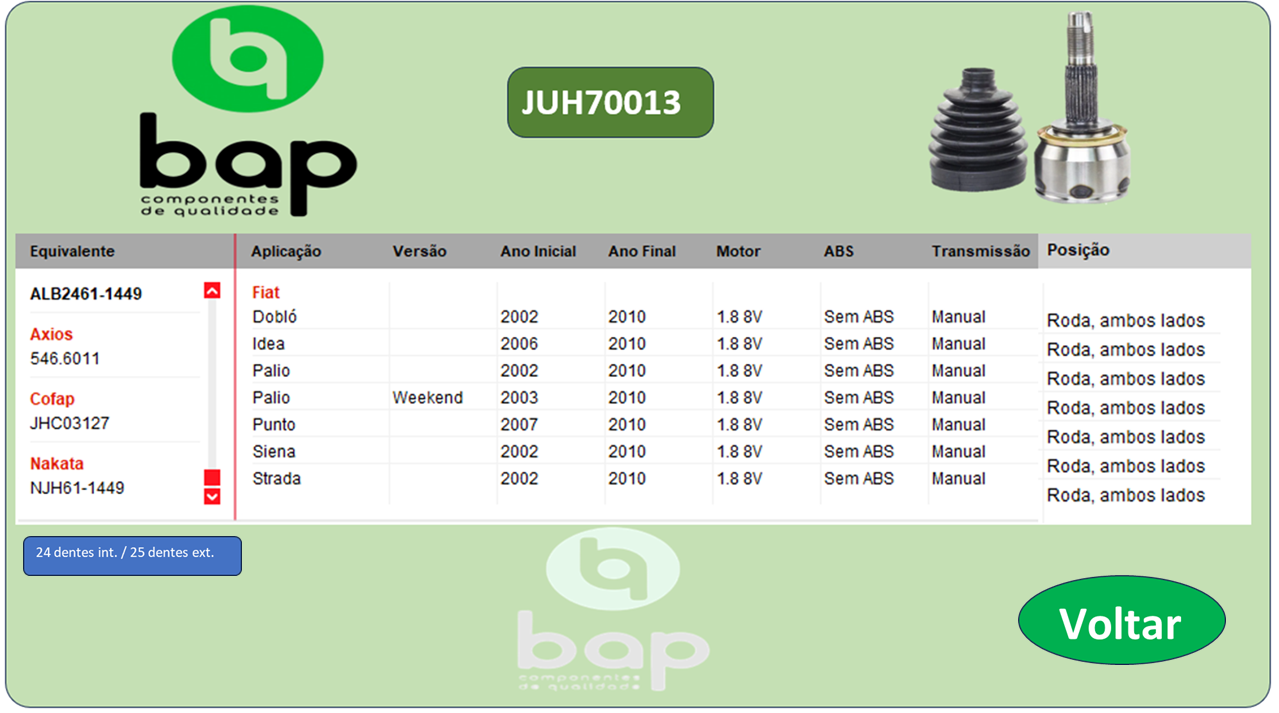 bap
componentes
de qualidade
JUH70013
Equivalente Aplicação Versão Ano Inicial Ano Final Motor ABS Transmissão Posição
ALB2461-1449
Axios
546.6011
Cofap
JHC03127
Nakata
NJH61-1449
Fiat
Dobló 2002 2010 1.8 8V Sem ABS Manual Roda, ambos lados
Idea 2006 2010 1.8 8V Sem ABS Manual Roda, ambos lados
Palio 2002 2010 1.8 8V Sem ABS Manual Roda, ambos lados
Palio Weekend 2003 2010 1.8 8V Sem ABS Manual Roda, ambos lados
Punto 2007 2010 1.8 8V Sem ABS Manual Roda, ambos lados
Siena 2002 2010 1.8 8V Sem ABS Manual Roda, ambos lados
Strada 2002 2010 1.8 8V Sem ABS Manual Roda, ambos lados
24 dentes int. / 25 dentes ext.
bap
componentes
de qualidade
Voltar